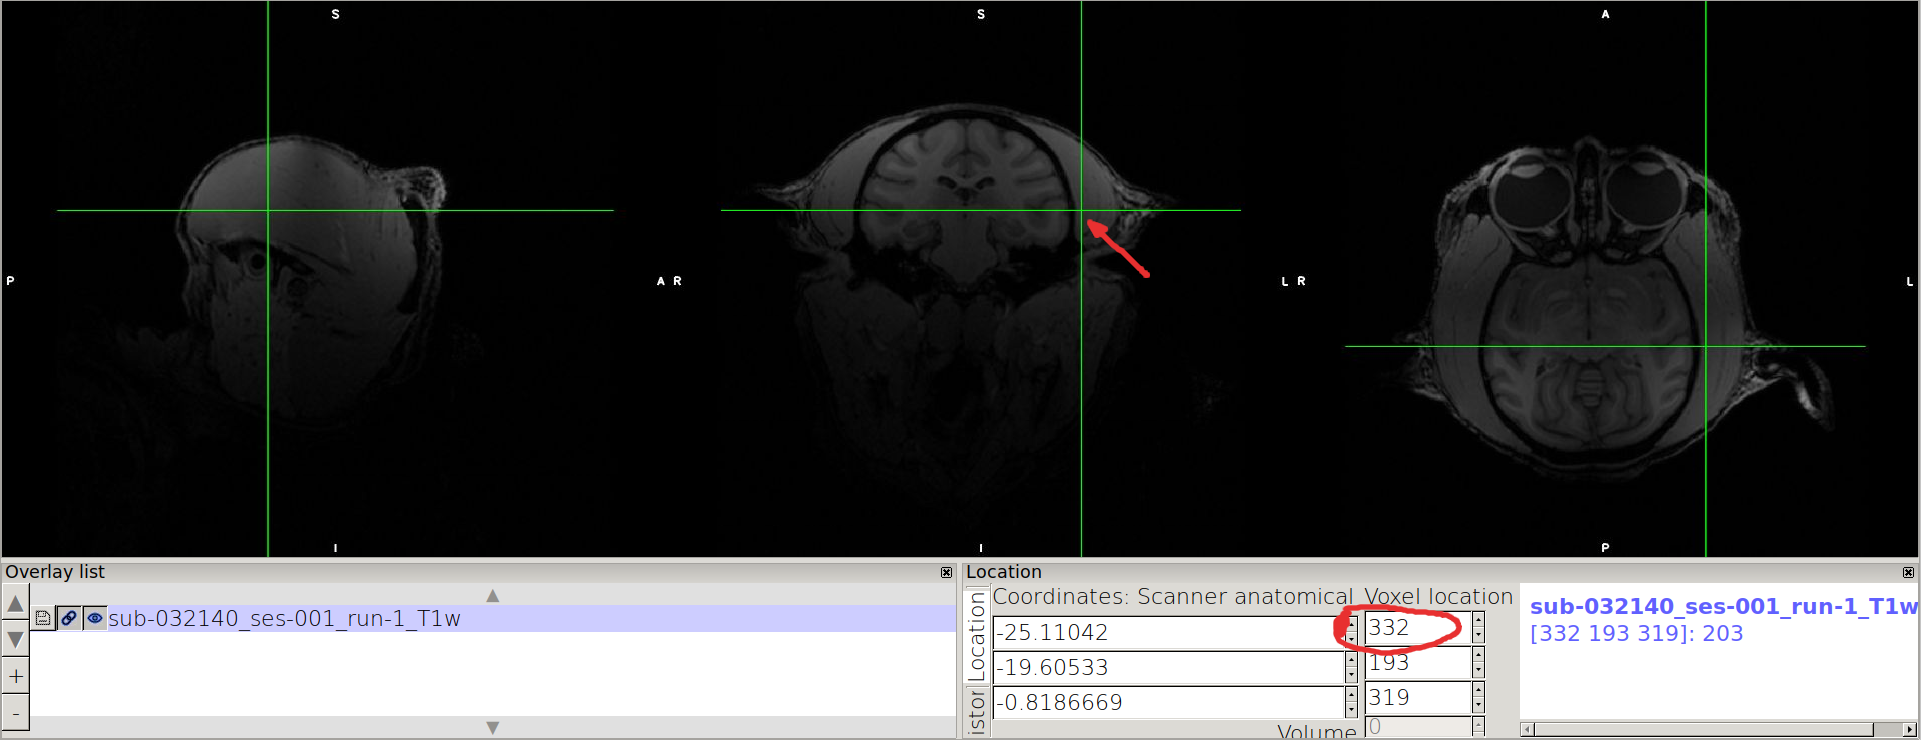 S
S
A
P
A R
L R
L
I
I
P
Overlay list
Location
sub-032140_ses-001_run-1_T1w
+
-
Location
istor
Coordinates: Scanner anatomical
Voxel location
-25.11042
332
-19.60533
193
-0.8186669
319
Volume
0
sub-032140_ses-001_run-1_T1w
[332 193 319]: 203